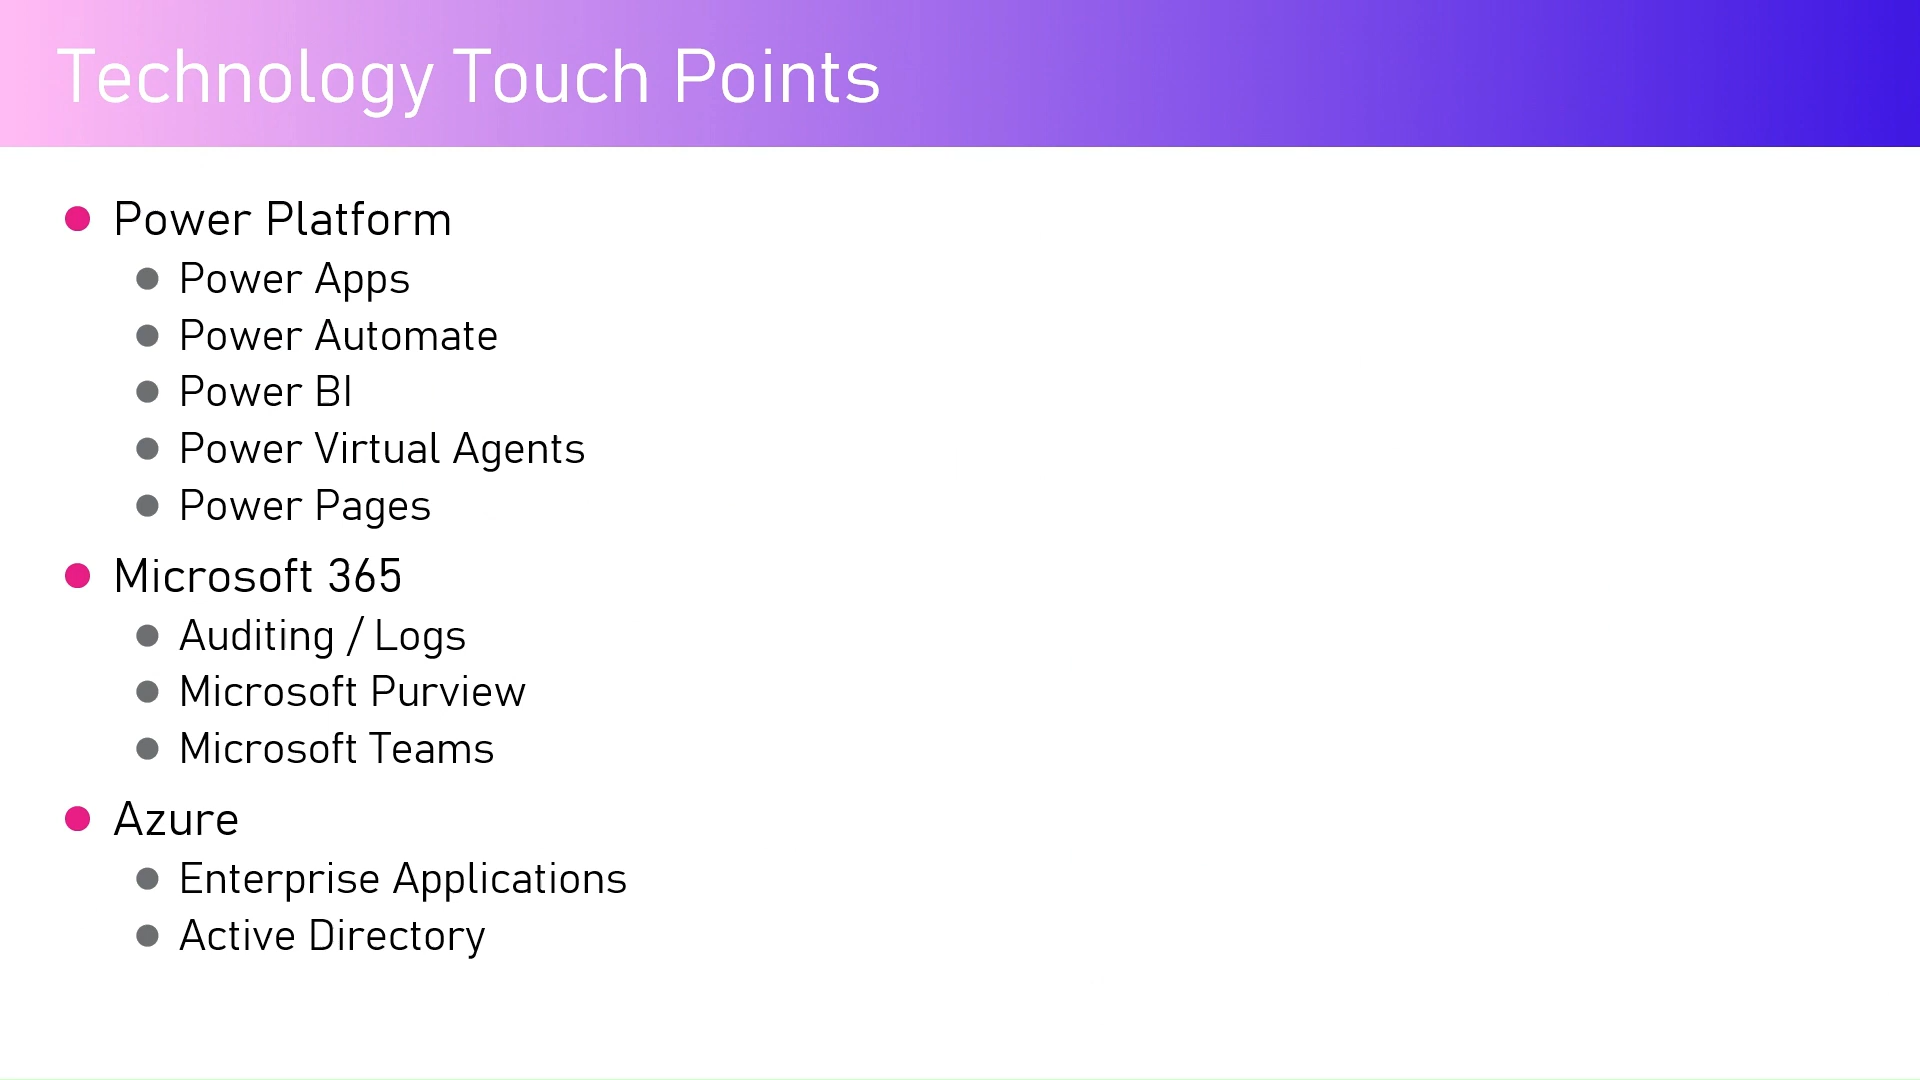 Technology Touch Points
Power Platform
Power Apps
Power Automate
Power BI
Power Virtual Agents
Power Pages
Microsoft 365
Auditing / Logs
Microsoft Purview
Microsoft Teams
Azure
Enterprise Applications
Active Directory